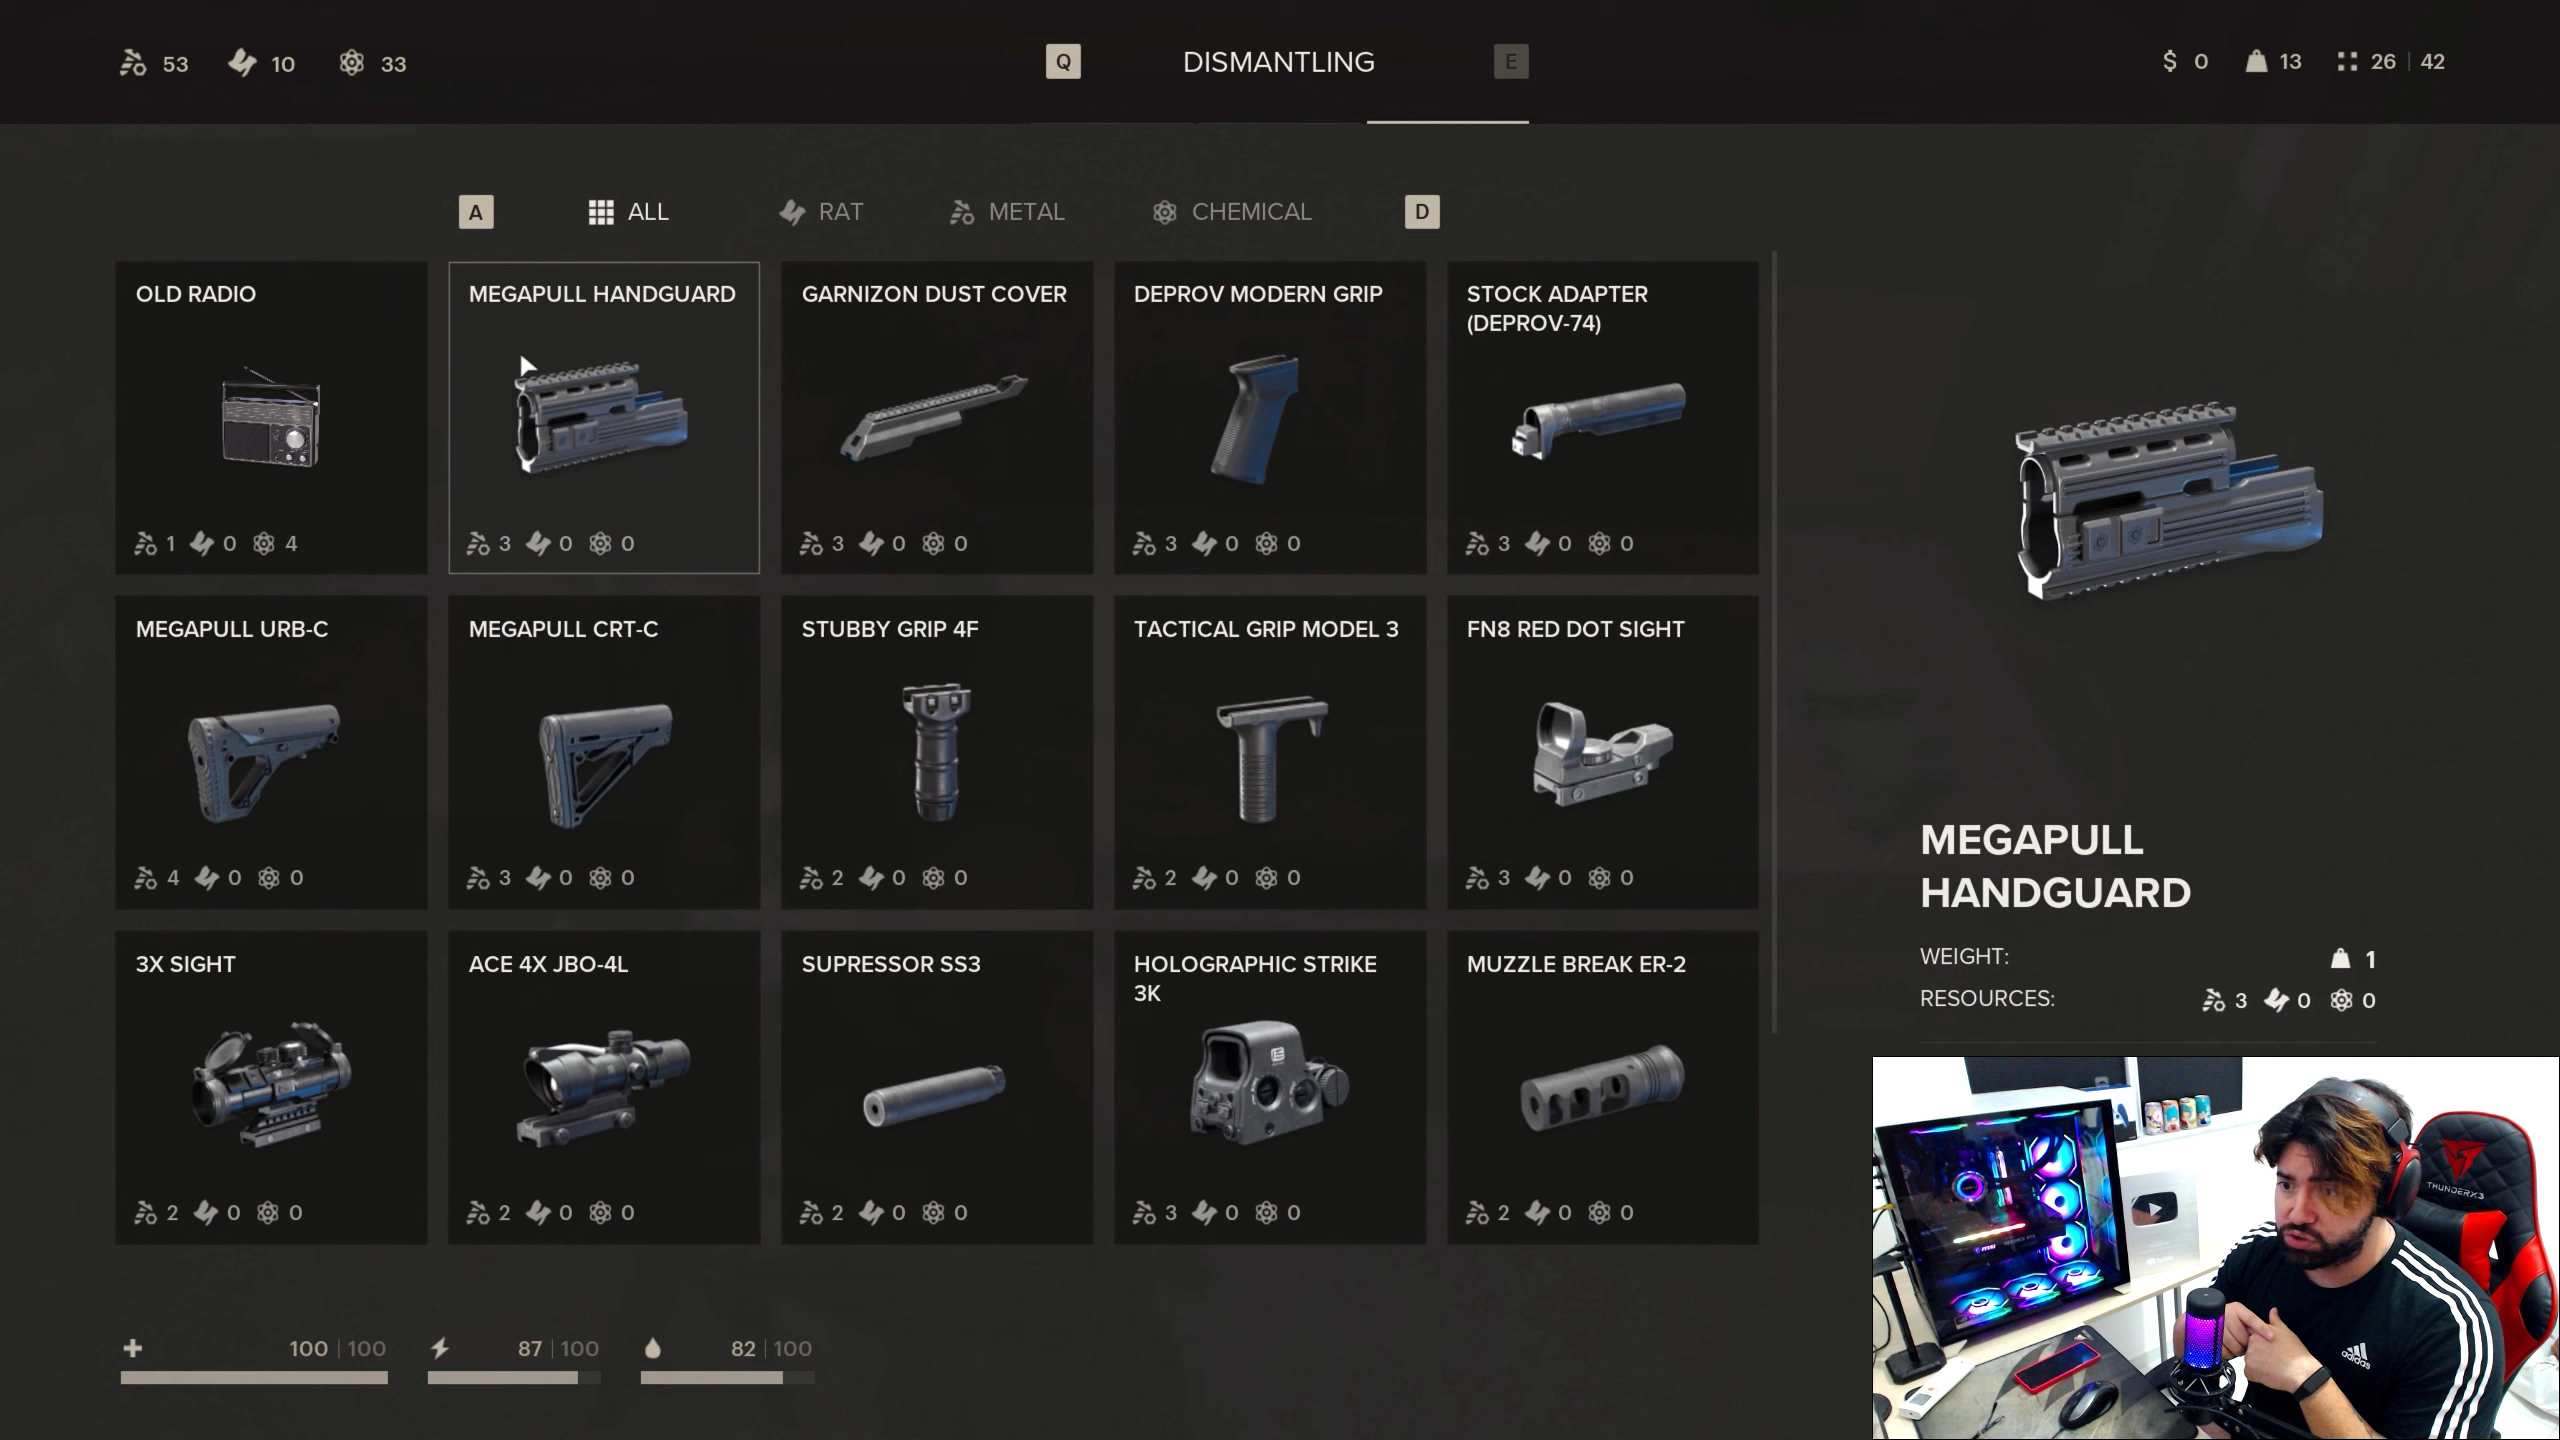 53 10 33
Q DISMANTLING E
$ 0 13 26 | 42
A ALL RAT METAL CHEMICAL D
OLD RADIO
1 0 4
MEGAPULL HANDGUARD
3 0 0
GARNIZON DUST COVER
3 0 0
DEPROV MODERN GRIP
3 0 0
STOCK ADAPTER
(DEPROV-74)
3 0 0
MEGAPULL URB-C
4 0 0
MEGAPULL CRT-C
3 0 0
STUBBY GRIP 4F
2 0 0
TACTICAL GRIP MODEL 3
2 0 0
FN8 RED DOT SIGHT
3 0 0
3X SIGHT
2 0 0
ACE 4X JBO-4L
2 0 0
SUPRESSOR SS3
2 0 0
HOLOGRAPHIC STRIKE
3K
3 0 0
MUZZLE BREAK ER-2
2 0 0
MEGAPULL
HANDGUARD
WEIGHT: 1
RESOURCES: 3 0 0
100 | 100
87 | 100
82 | 100
THUNDERX3
adidas